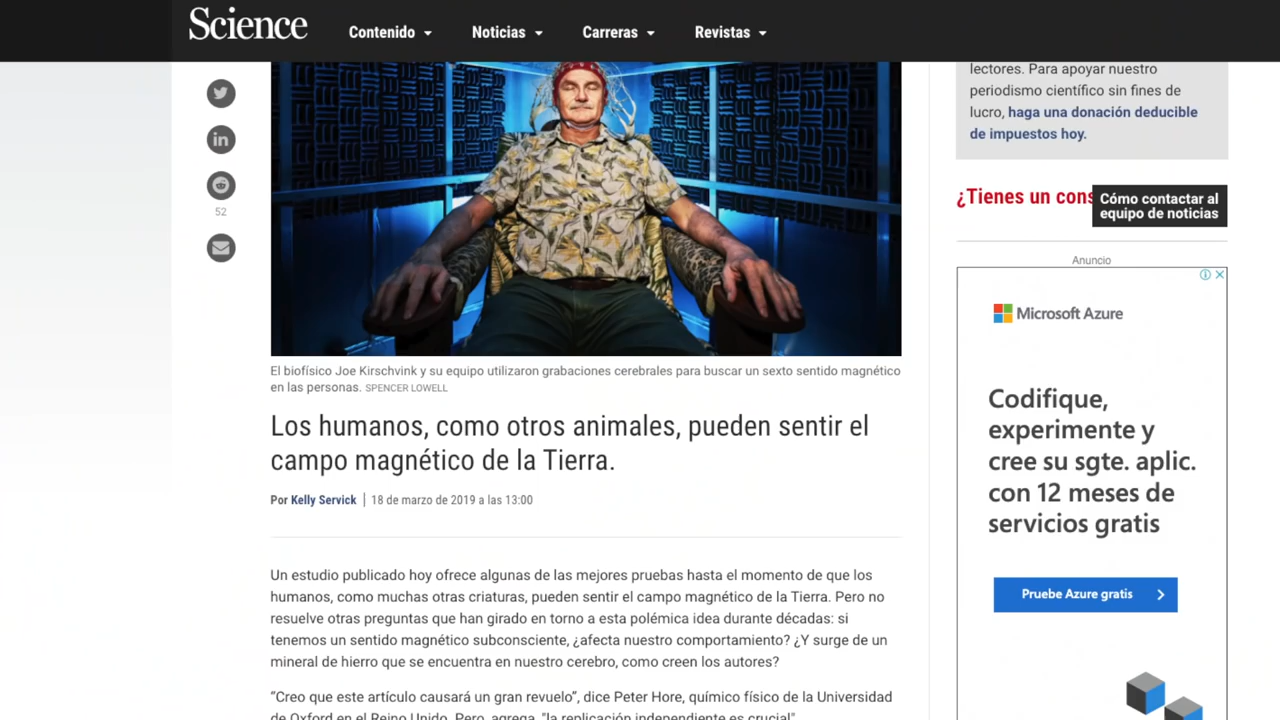 Science
Contenido
Noticias
Carreras
Revistas
52
El biofísico Joe Kirschvink y su equipo utilizaron grabaciones cerebrales para buscar un sexto sentido magnético
en las personas. SPENCER LOWELL
Los humanos, como otros animales, pueden sentir el
campo magnético de la Tierra.
Por Kelly Servick | 18 de marzo de 2019 a las 13:00
Un estudio publicado hoy ofrece algunas de las mejores pruebas hasta el momento de que los
humanos, como muchas otras criaturas, pueden sentir el campo magnético de la Tierra. Pero no
resuelve otras preguntas que han girado en torno a esta polémica idea durante décadas: si
tenemos un sentido magnético subconsciente, ¿afecta nuestro comportamiento? ¿Y surge de un
mineral de hierro que se encuentra en nuestro cerebro, como creen los autores?
"Creo que este artículo causará un gran revuelo", dice Peter Hore, químico físico de la Universidad
de Oxford en el Reino Unido. Pero, agrega, "la replicación independiente es crucial".
lectores. Para apoyar nuestro
periodismo científico sin fines de
lucro, haga una donación deducible
de impuestos hoy.
¿Tienes un cons
Cómo contactar al
equipo de noticias
Anuncio
Microsoft Azure
Codifique,
experimente y
cree su sgte. aplic.
con 12 meses de
servicios gratis
Pruebe Azure gratis